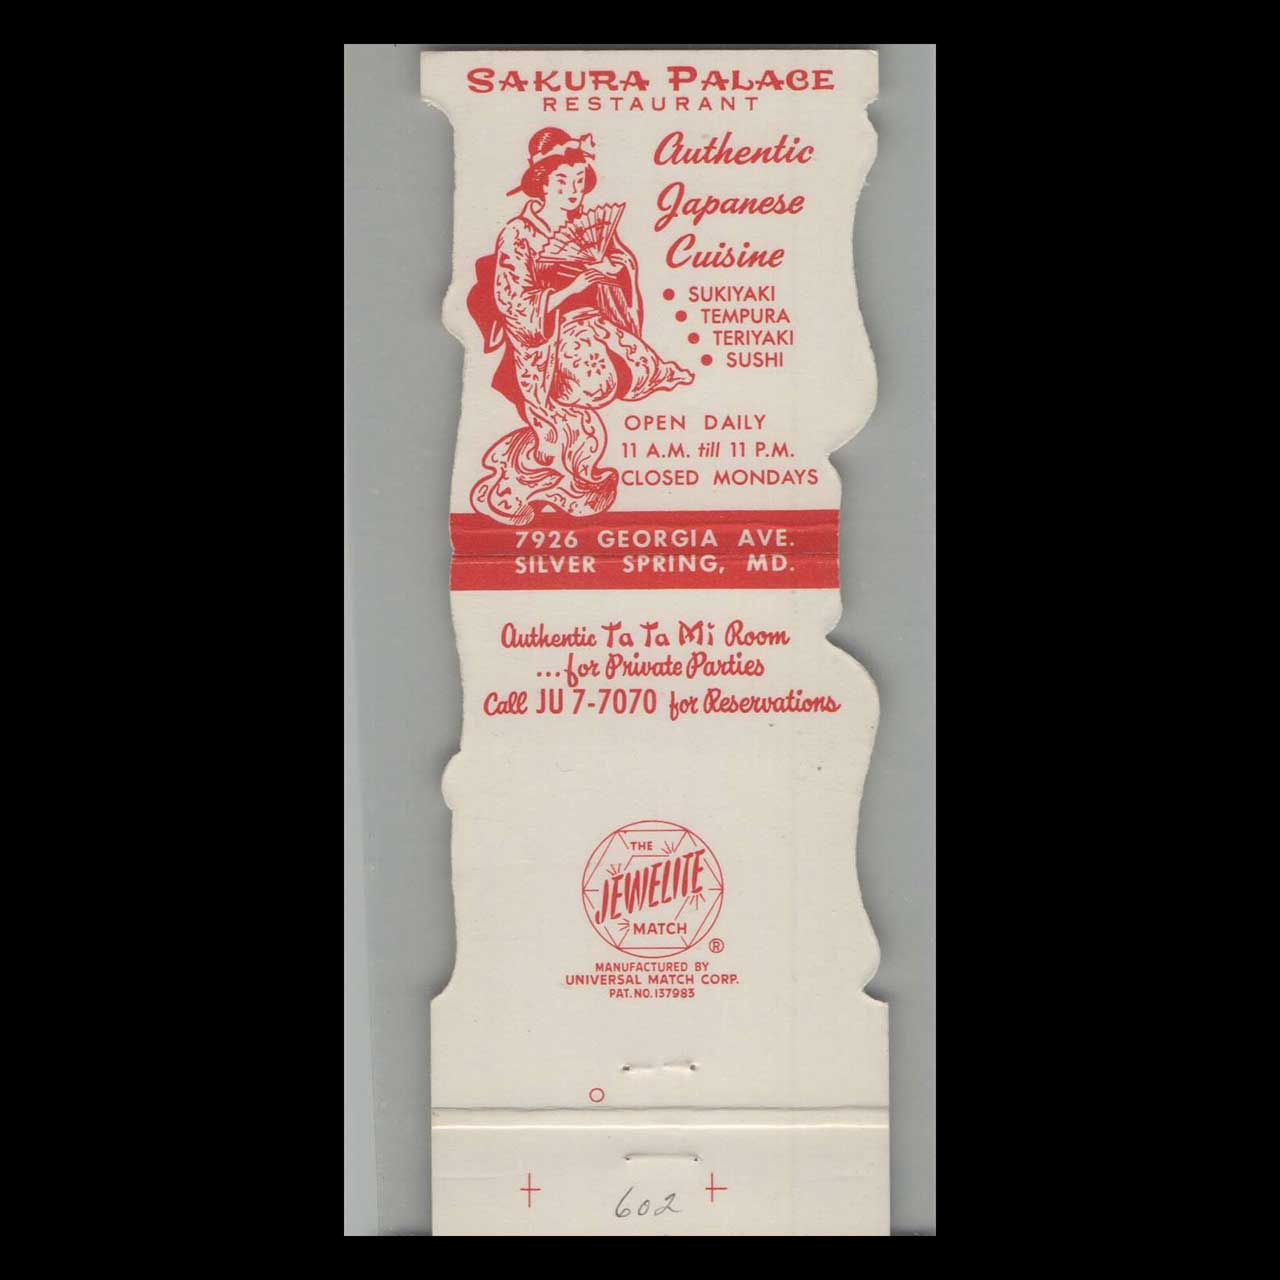 SAKURA PALACE
RESTAURANT
Authentic
Japanese
Cuisine
● SUKIYAKI
● TEMPURA
● TERIYAKI
● SUSHI
OPEN DAILY
11 A.M. till 11 P.M.
CLOSED MONDAYS
7926 GEORGIA AVE.
SILVER SPRING, MD.
Authentic Ta Ta Mi Room
...for Private Parties
Call JU 7-7070 for Reservations
THE
JEWELITE
MATCH
®
MANUFACTURED BY
UNIVERSAL MATCH CORP.
PAT. NO. 137983
602